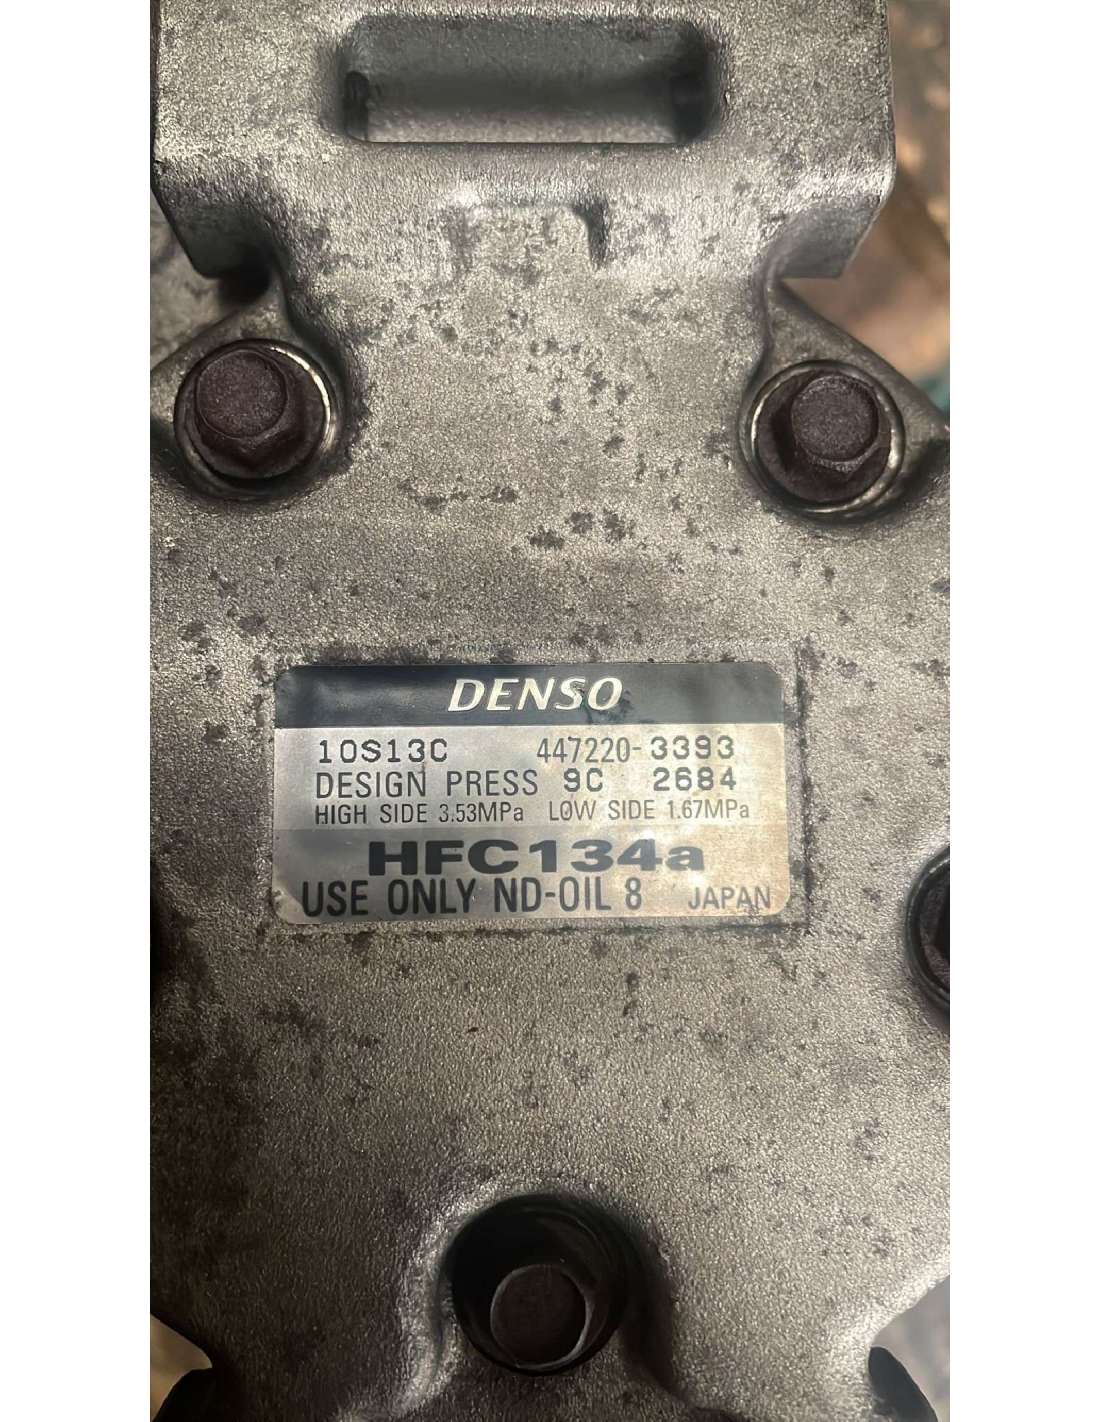 DENSO
10S13C 447220-3393
DESIGN PRESS 9C 2684
HIGH SIDE 3.53MPa LOW SIDE 1.67MPa
HFC134a
USE ONLY ND-OIL 8 JAPAN